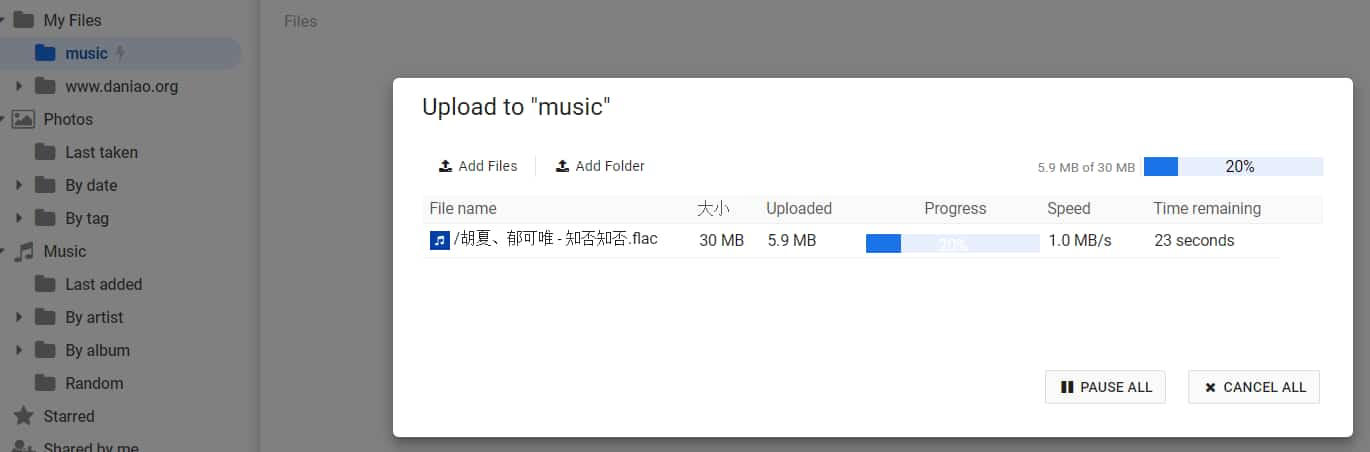 My Files
music
www.daniao.org
Photos
Last taken
By date
By tag
Music
Last added
By artist
By album
Random
Starred
Shared by me
Files
Upload to "music"
Add Files Add Folder 5.9 MB of 30 MB 20%
File name 大小 Uploaded Progress Speed Time remaining
/胡夏、郁可唯 - 知否知否.flac 30 MB 5.9 MB 20% 1.0 MB/s 23 seconds
PAUSE ALL CANCEL ALL